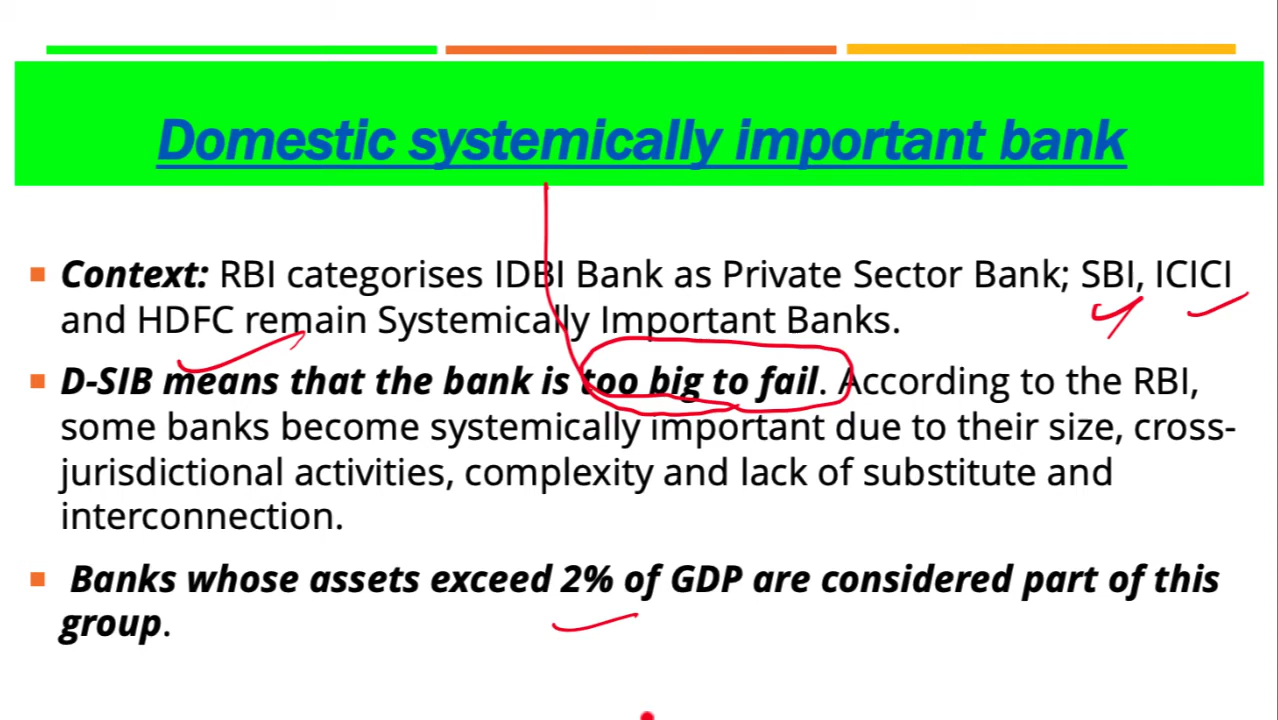 Domestic systemically important bank
Context: RBI categorises IDBI Bank as Private Sector Bank; SBI, ICICI
and HDFC remain Systemically Important Banks.
D-SIB means that the bank is too big to fail. According to the RBI,
some banks become systemically important due to their size, cross-
jurisdictional activities, complexity and lack of substitute and
interconnection.
Banks whose assets exceed 2% of GDP are considered part of this
group.